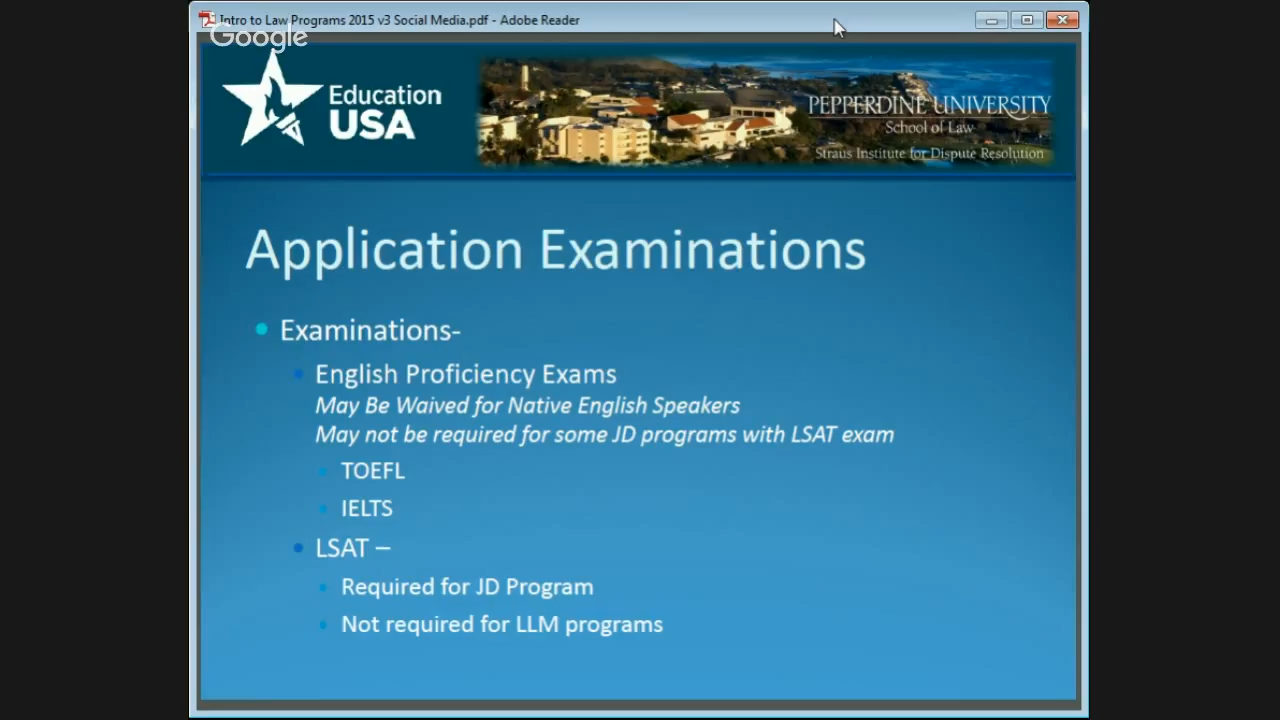 Intro to Law Programs 2015 v3 Social Media.pdf - Adobe Reader
Google
Education
USA
PEPPERDINE UNIVERSITY
School of Law
Straus Institute for Dispute Resolution
Application Examinations
Examinations-
English Proficiency Exams
May Be Waived for Native English Speakers
May not be required for some JD programs with LSAT exam
TOEFL
IELTS
LSAT –
Required for JD Program
Not required for LLM programs